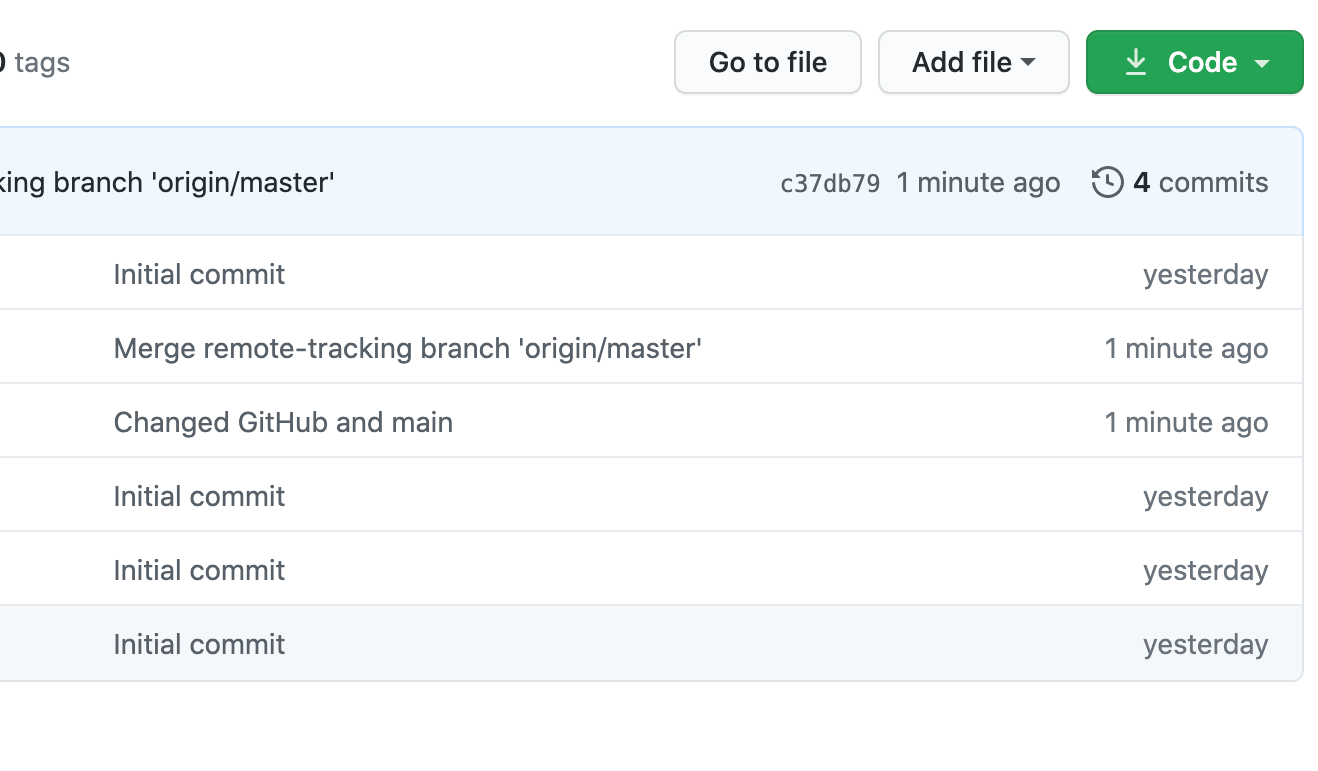 0 tags Go to file Add file Code
king branch 'origin/master' c37db79 1 minute ago 4 commits
Initial commit yesterday
Merge remote-tracking branch 'origin/master' 1 minute ago
Changed GitHub and main 1 minute ago
Initial commit yesterday
Initial commit yesterday
Initial commit yesterday